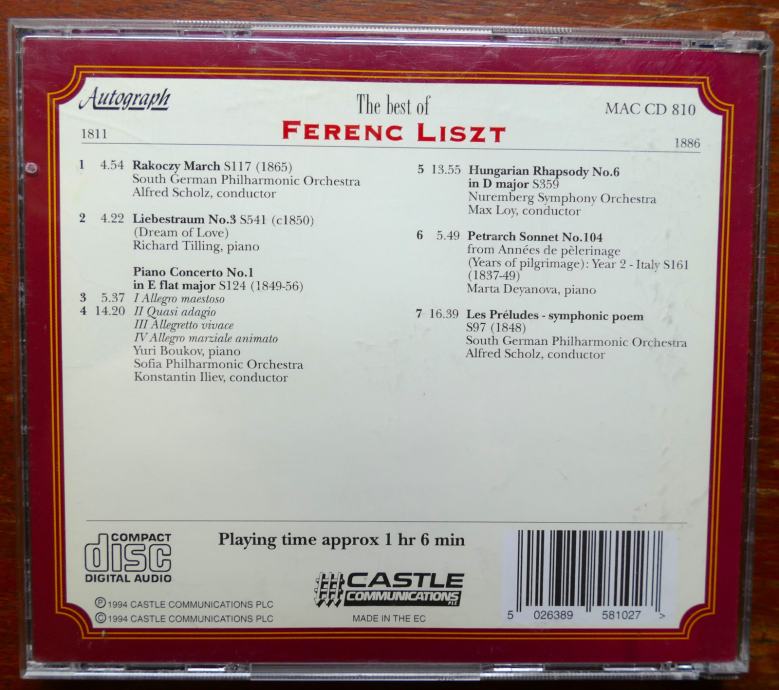 Autograph
The best of
FERENC LISZT
MAC CD 810
1811
1886
1 4.54 Rakoczy March S117 (1865)
South German Philharmonic Orchestra
Alfred Scholz, conductor
2 4.22 Liebestraum No.3 S541 (c1850)
(Dream of Love)
Richard Tilling, piano
Piano Concerto No.1
in E flat major S124 (1849-56)
3 5.37 I Allegro maestoso
4 14.20 II Quasi adagio
III Allegretto vivace
IV Allegro marziale animato
Yuri Boukov, piano
Sofia Philharmonic Orchestra
Konstantin Iliev, conductor
5 13.55 Hungarian Rhapsody No.6
in D major S359
Nuremberg Symphony Orchestra
Max Loy, conductor
6 5.49 Petrarch Sonnet No.104
from Années de pèlerinage
(Years of pilgrimage): Year 2 - Italy S161
(1837-49)
Marta Deyanova, piano
7 16.39 Les Préludes - symphonic poem
S97 (1848)
South German Philharmonic Orchestra
Alfred Scholz, conductor
COMPACT
disc
DIGITAL AUDIO
Playing time approx 1 hr 6 min
CASTLE
COMMUNICATIONS
PLC
MADE IN THE EC
Ⓟ1994 CASTLE COMMUNICATIONS PLC
©1994 CASTLE COMMUNICATIONS PLC
5 026389 581027 >